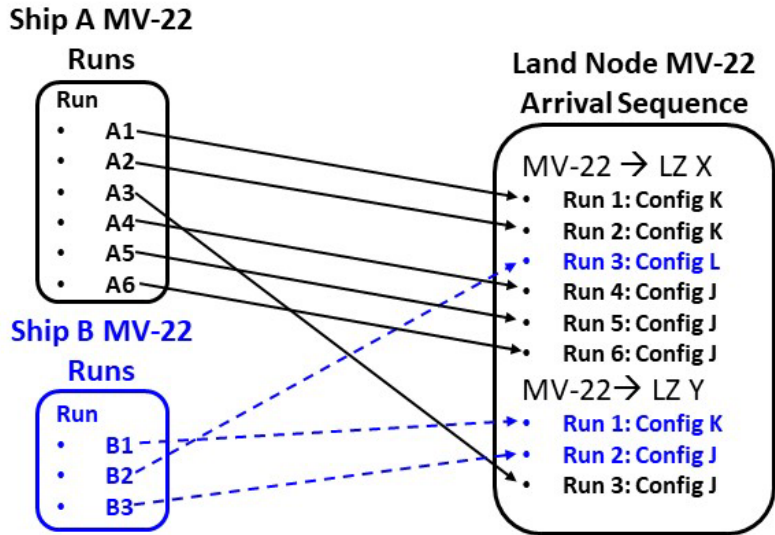 Ship A MV-22
Runs
Run
• A1
• A2
• A3
• A4
• A5
• A6
Ship B MV-22
Runs
Run
• B1
• B2
• B3
Land Node MV-22
Arrival Sequence
MV-22 → LZ X
• Run 1: Config K
• Run 2: Config K
• Run 3: Config L
• Run 4: Config J
• Run 5: Config J
• Run 6: Config J
MV-22→ LZ Y
• Run 1: Config K
• Run 2: Config J
• Run 3: Config J